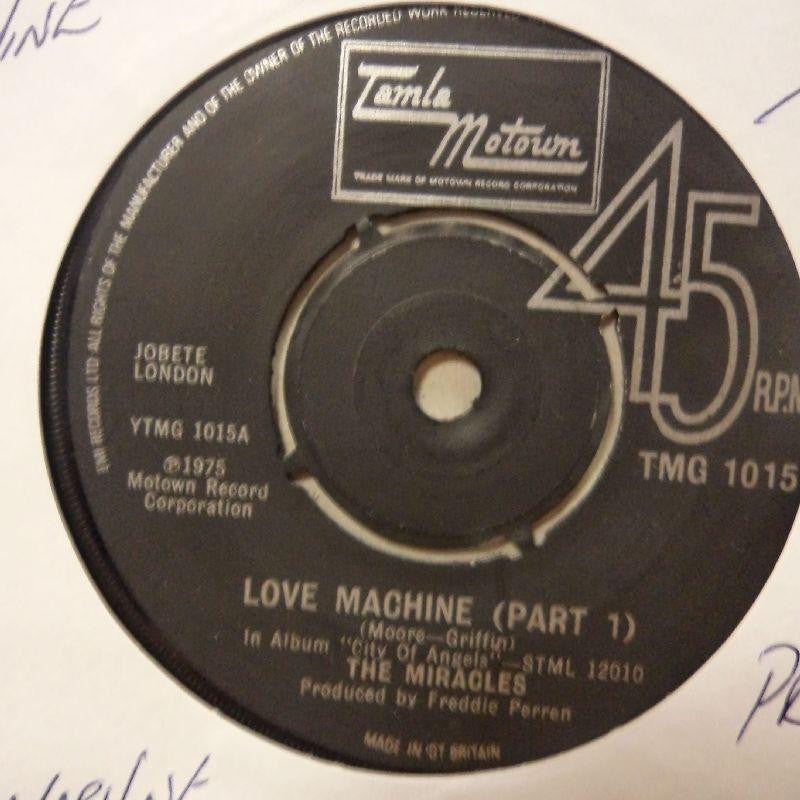 EMI RECORDS LTD· ALL RIGHTS OF THE MANUFACTURER AND OF THE OWNER OF THE RECORDED WORK RESERVED
Tamla
Motown
TRADE MARK OF MOTOWN RECORD CORPORATION
45
R.P.M
JOBETE
LONDON
YTMG 1015A
℗1975
Motown Record
Corporation
TMG 1015
LOVE MACHINE (PART 1)
(Moore—Griffin)
In Album "City Of Angels"—STML 12010
THE MIRACLES
Produced by Freddie Perren
MADE IN GT BRITAIN